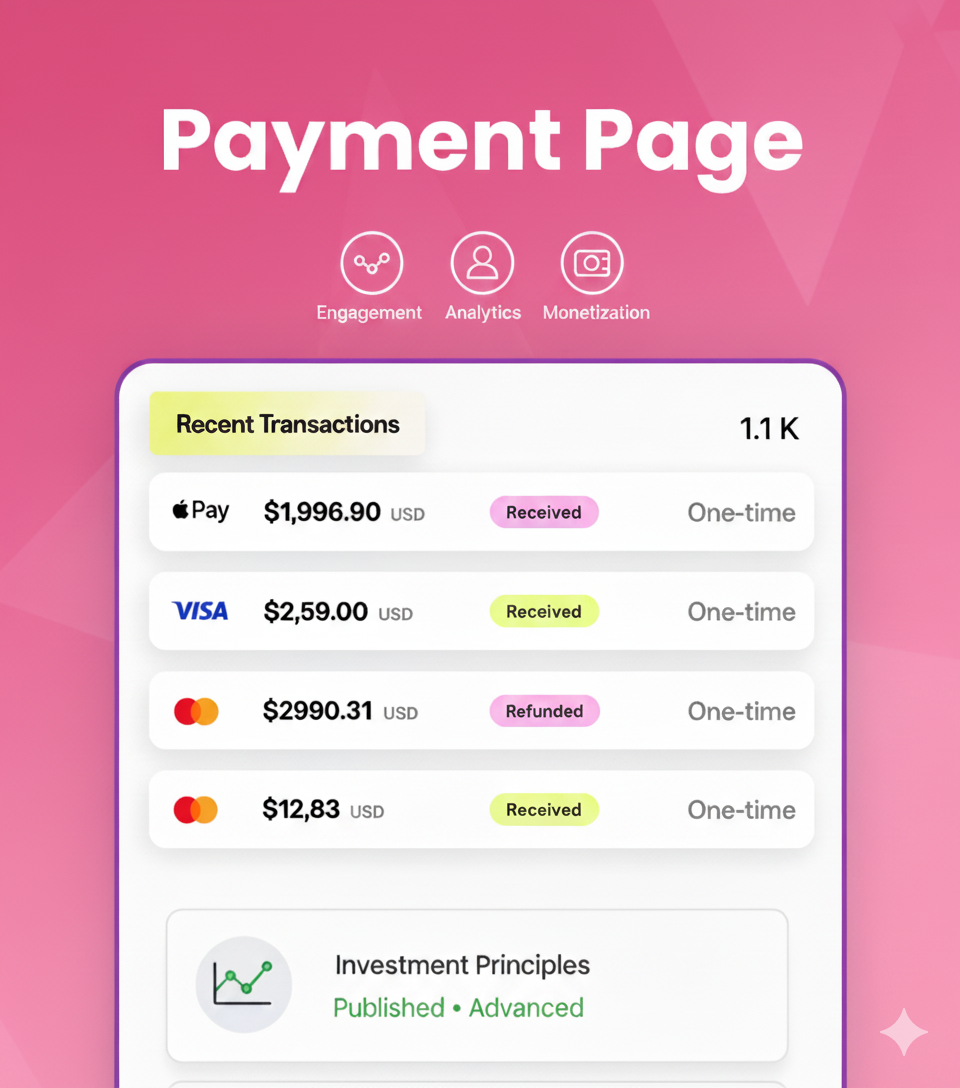 Payment Page
Engagement Analytics Monetization
Recent Transactions 1.1 K
Pay $1,996.90 USD Received One-time
VISA $2,59.00 USD Received One-time
$2990.31 USD Refunded One-time
$12,83 USD Received One-time
Investment Principles
Published • Advanced